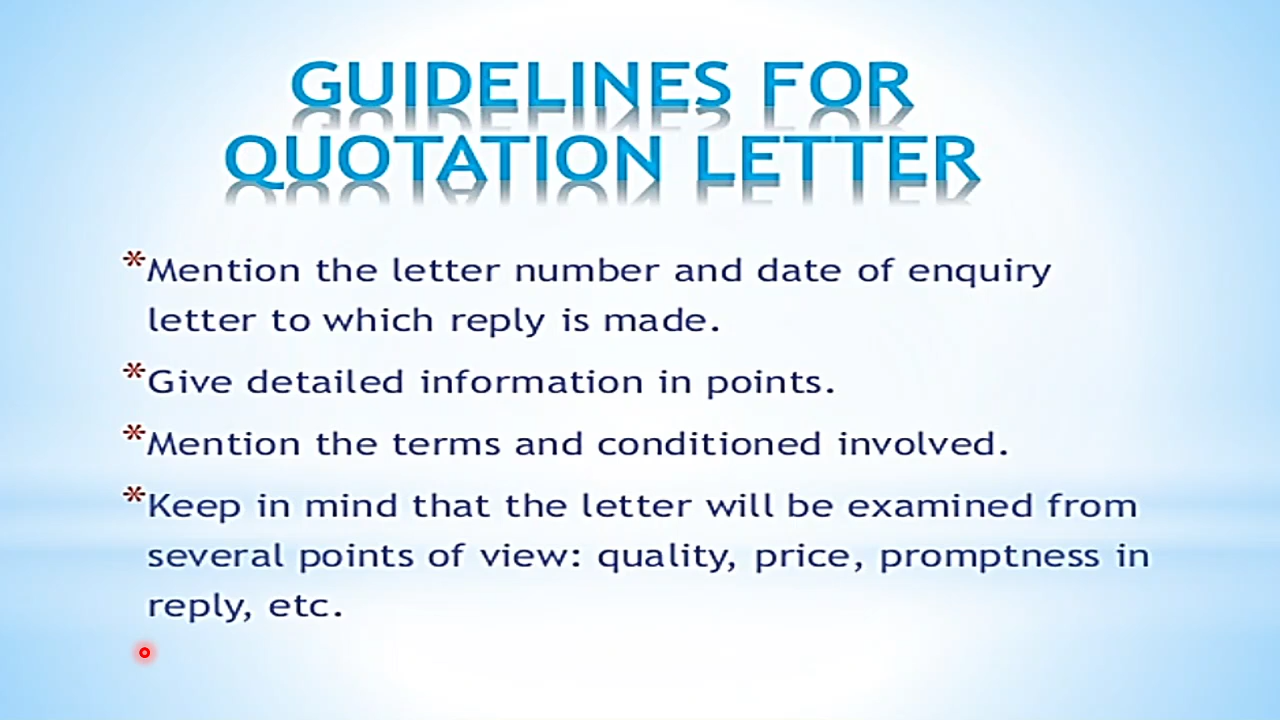 GUIDELINES FOR
QUOTATION LETTER
*Mention the letter number and date of enquiry
letter to which reply is made.
*Give detailed information in points.
*Mention the terms and conditioned involved.
*Keep in mind that the letter will be examined from
several points of view: quality, price, promptness in
reply, etc.